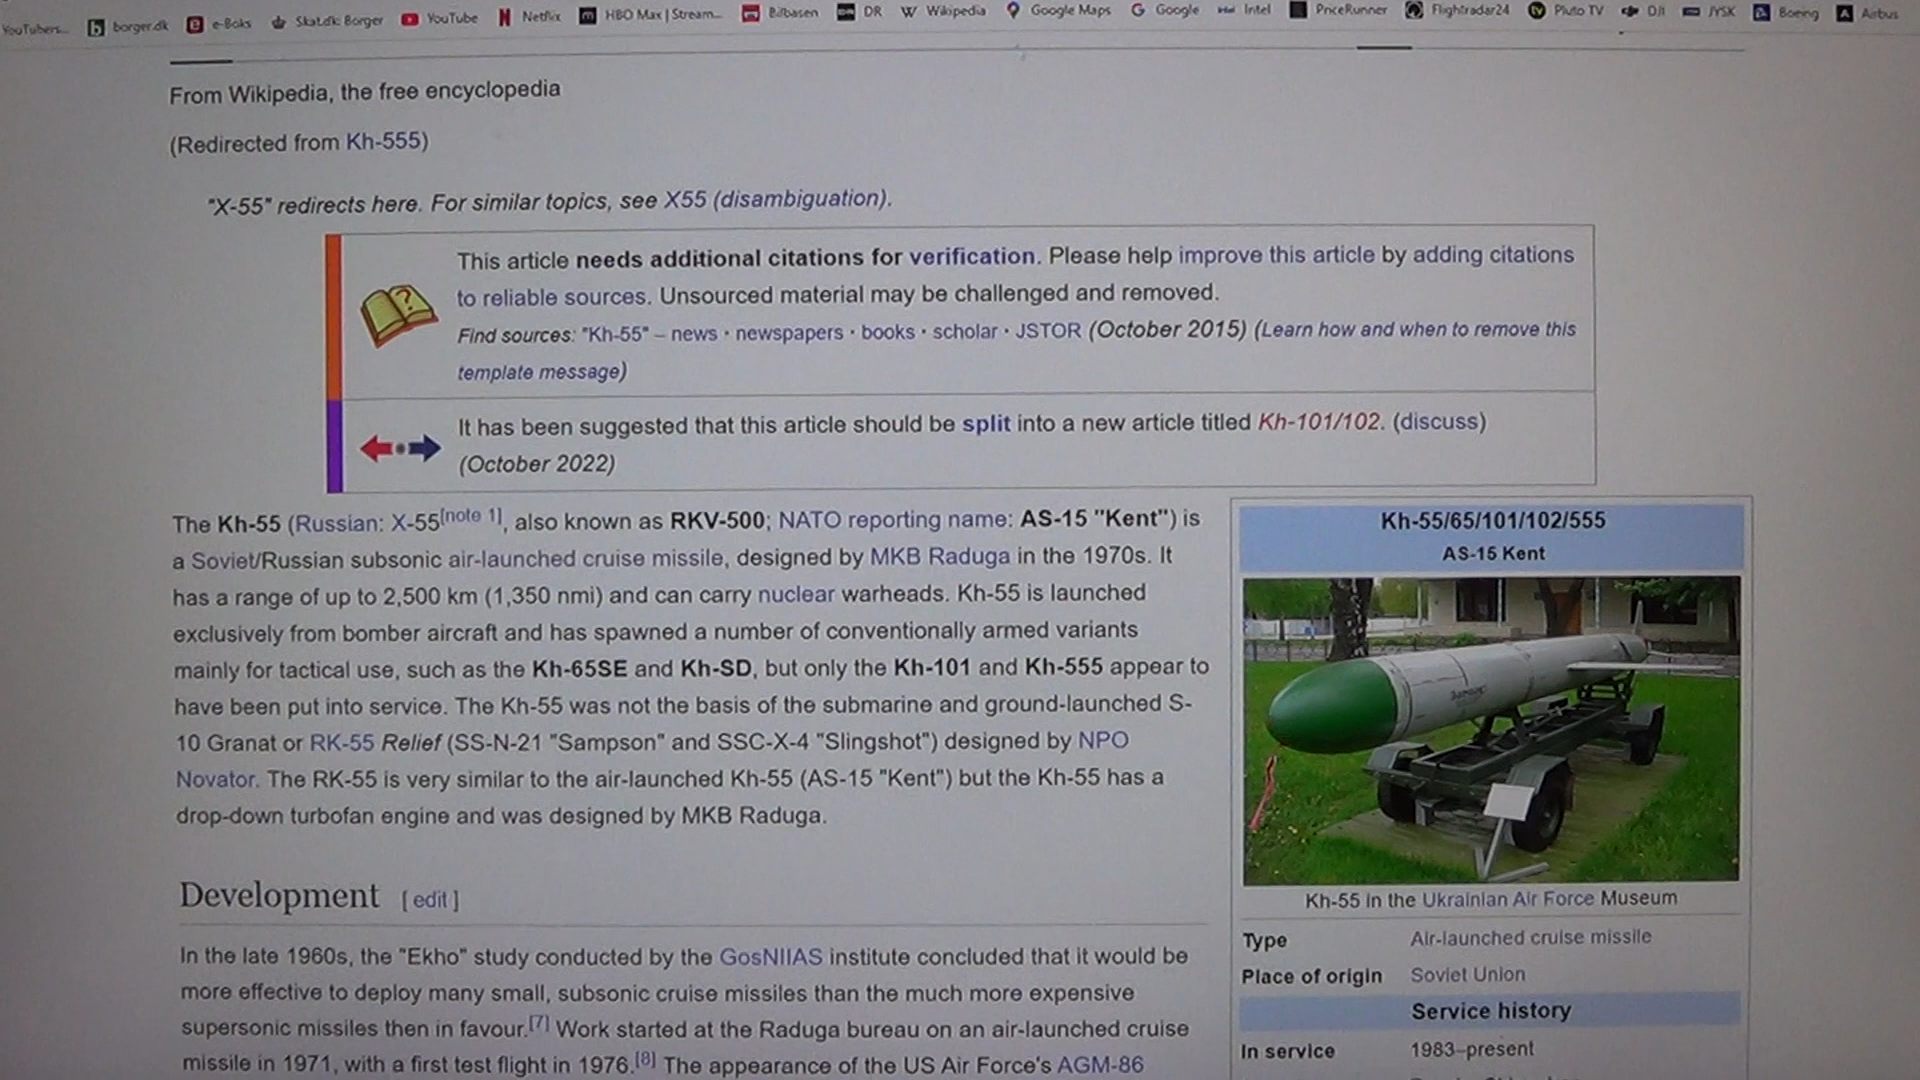 YouTubers... borger.dk e-Boks Skat.dk: Borger YouTube Netflix HBO Max | Stream... Bilbasen DR Wikipedia Google Maps Google Intel PriceRunner Flightradar24 Pluto TV DJI JYSK Boeing Airbus
From Wikipedia, the free encyclopedia
(Redirected from Kh-555)
"X-55" redirects here. For similar topics, see X55 (disambiguation).
This article needs additional citations for verification. Please help improve this article by adding citations
to reliable sources. Unsourced material may be challenged and removed.
Find sources: "Kh-55" – news · newspapers · books · scholar · JSTOR (October 2015) (Learn how and when to remove this
template message)
It has been suggested that this article should be split into a new article titled Kh-101/102. (discuss)
(October 2022)
The Kh-55 (Russian: X-55[note 1], also known as RKV-500; NATO reporting name: AS-15 "Kent") is
a Soviet/Russian subsonic air-launched cruise missile, designed by MKB Raduga in the 1970s. It
has a range of up to 2,500 km (1,350 nmi) and can carry nuclear warheads. Kh-55 is launched
exclusively from bomber aircraft and has spawned a number of conventionally armed variants
mainly for tactical use, such as the Kh-65SE and Kh-SD, but only the Kh-101 and Kh-555 appear to
have been put into service. The Kh-55 was not the basis of the submarine and ground-launched S-
10 Granat or RK-55 Relief (SS-N-21 "Sampson" and SSC-X-4 "Slingshot") designed by NPO
Novator. The RK-55 is very similar to the air-launched Kh-55 (AS-15 "Kent") but the Kh-55 has a
drop-down turbofan engine and was designed by MKB Raduga.
Development [ edit ]
In the late 1960s, the "Ekho" study conducted by the GosNIIAS institute concluded that it would be
more effective to deploy many small, subsonic cruise missiles than the much more expensive
supersonic missiles then in favour.[7] Work started at the Raduga bureau on an air-launched cruise
missile in 1971, with a first test flight in 1976.[8] The appearance of the US Air Force's AGM-86
Kh-55/65/101/102/555
AS-15 Kent
Kh-55 in the Ukrainian Air Force Museum
Type Air-launched cruise missile
Place of origin Soviet Union
Service history
In service 1983–present